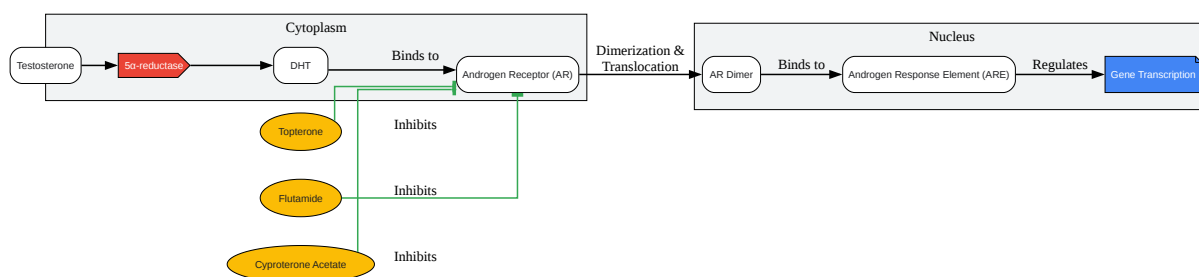 Cytoplasm
Nucleus
Testosterone
5α-reductase
DHT
Binds to
Androgen Receptor (AR)
Dimerization &
Translocation
AR Dimer
Binds to
Androgen Response Element (ARE)
Regulates
Gene Transcription
Topterone
Inhibits
Flutamide
Inhibits
Cyproterone Acetate
Inhibits